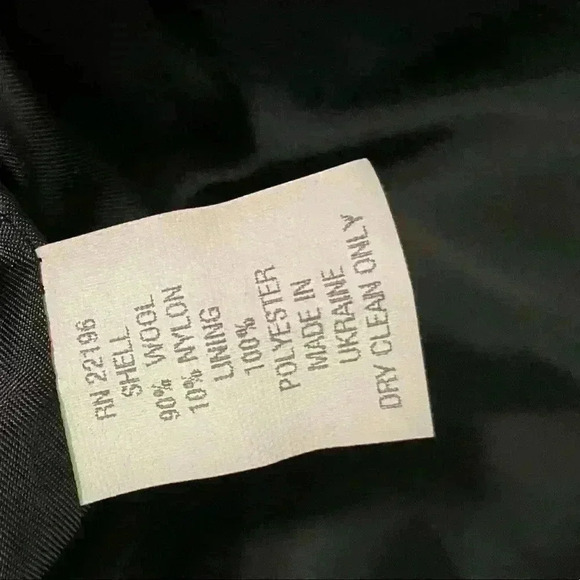 RN 22196
SHELL
90% WOOL
10% NYLON
LINING
100%
POLYESTER
MADE IN
UKRAINE
DRY CLEAN ONLY